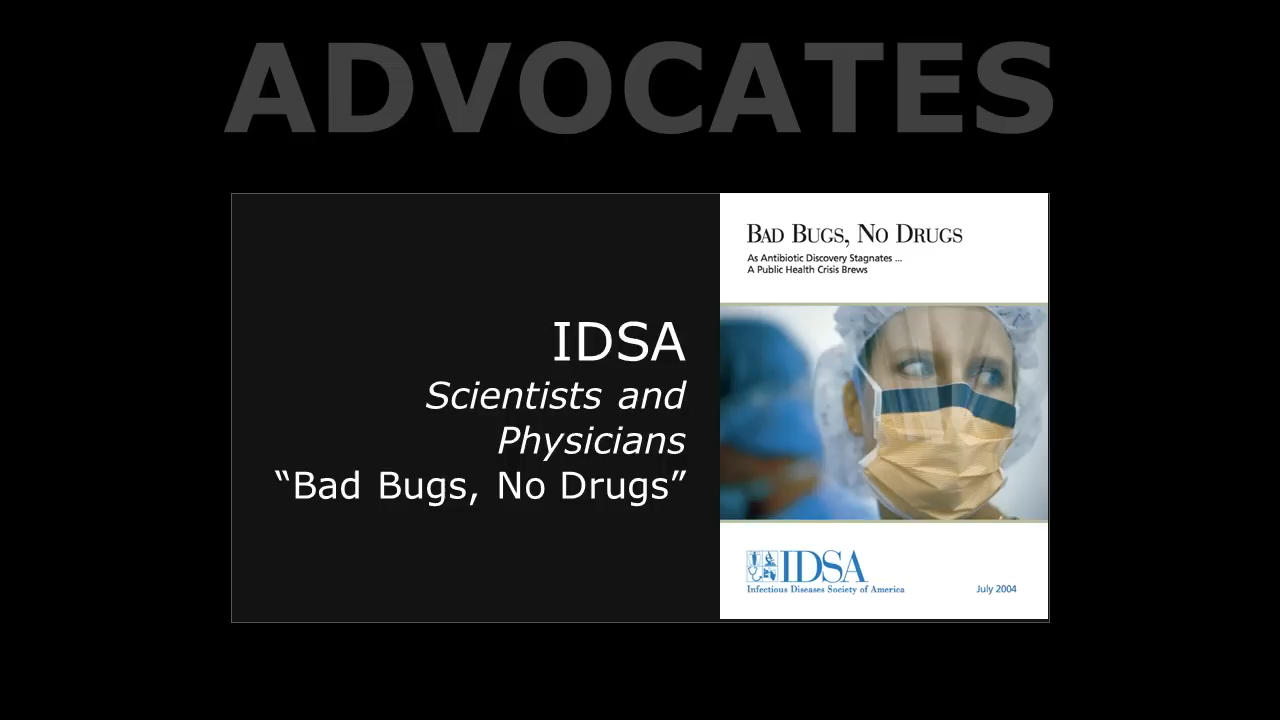 ADVOCATES
IDSA
Scientists and
Physicians
“Bad Bugs, No Drugs”
BAD BUGS, NO DRUGS
As Antibiotic Discovery Stagnates ...
A Public Health Crisis Brews
IDSA
Infectious Diseases Society of America
July 2004